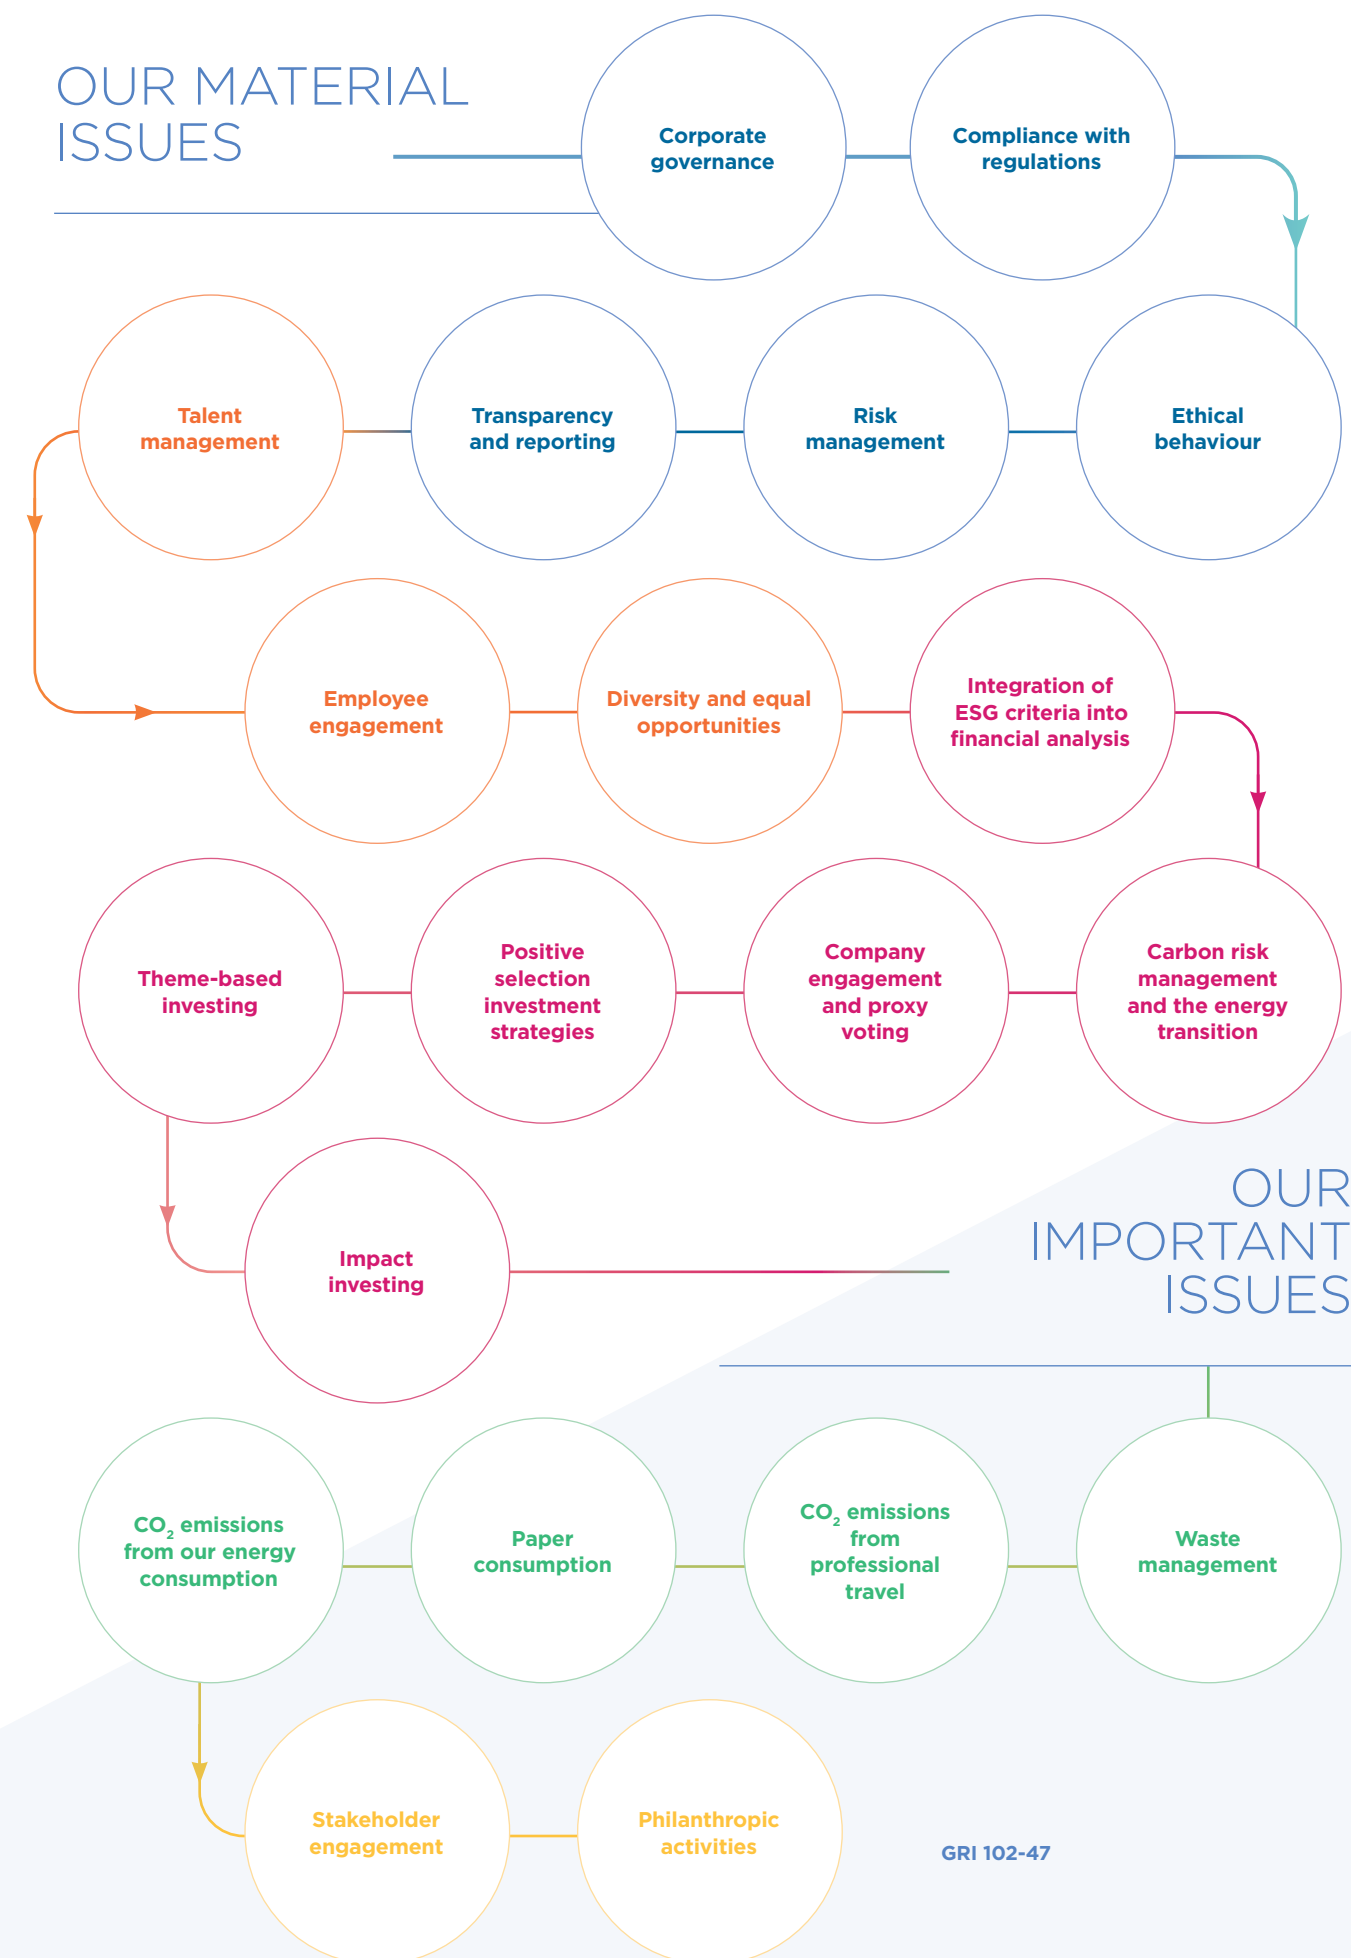 OUR MATERIAL
ISSUES
Corporate
governance
Compliance with
regulations
Talent
management
Transparency
and reporting
Risk
management
Ethical
behaviour
Employee
engagement
Diversity and equal
opportunities
Integration of
ESG criteria into
financial analysis
Theme-based
investing
Positive
selection
investment
strategies
Company
engagement
and proxy
voting
Carbon risk
management
and the energy
transition
Impact
investing
OUR
IMPORTANT
ISSUES
CO₂ emissions
from our energy
consumption
Paper
consumption
CO₂ emissions
from
professional
travel
Waste
management
Stakeholder
engagement
Philanthropic
activities
GRI 102-47